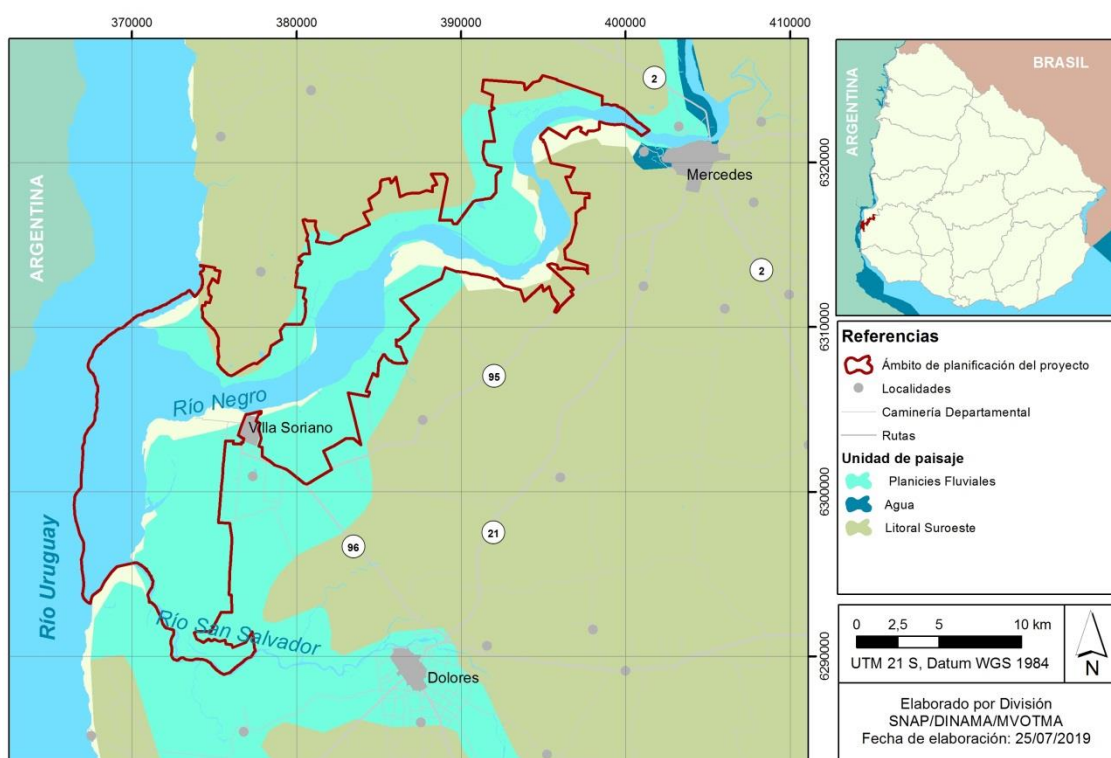 370000
380000
390000
400000
410000
ARGENTINA
2
Mercedes
6320000
2
6310000
95
Río Negro
Villa Soriano
6300000
21
96
Río Uruguay
Río San Salvador
6290000
Dolores
BRASIL
ARGENTINA
Referencias
Ámbito de planificación del proyecto
Localidades
Caminería Departamental
Rutas
Unidad de paisaje
Planicies Fluviales
Agua
Litoral Suroeste
0 2,5 5 10 km
UTM 21 S, Datum WGS 1984
N
Elaborado por División
SNAP/DINAMA/MVOTMA
Fecha de elaboración: 25/07/2019